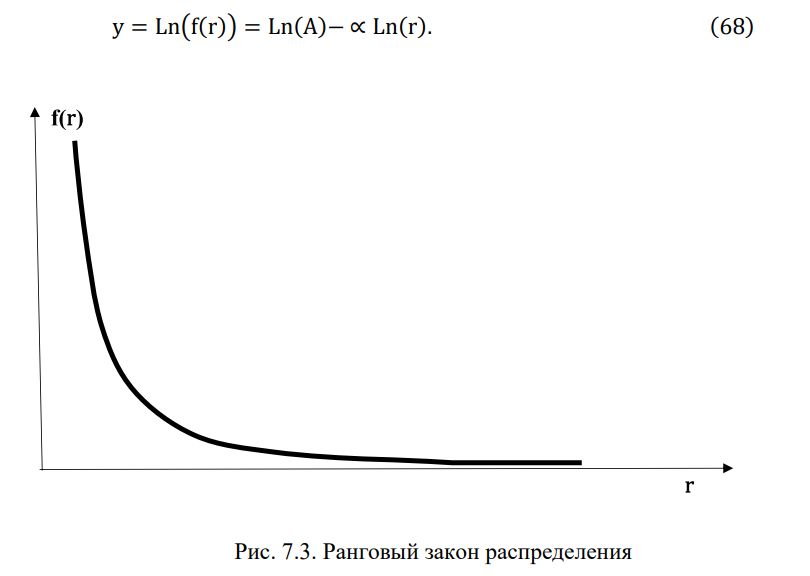 y = Ln(f(r)) = Ln(A)− ∝ Ln(r). (68)
f(r)
r
Рис. 7.3. Ранговый закон распределения